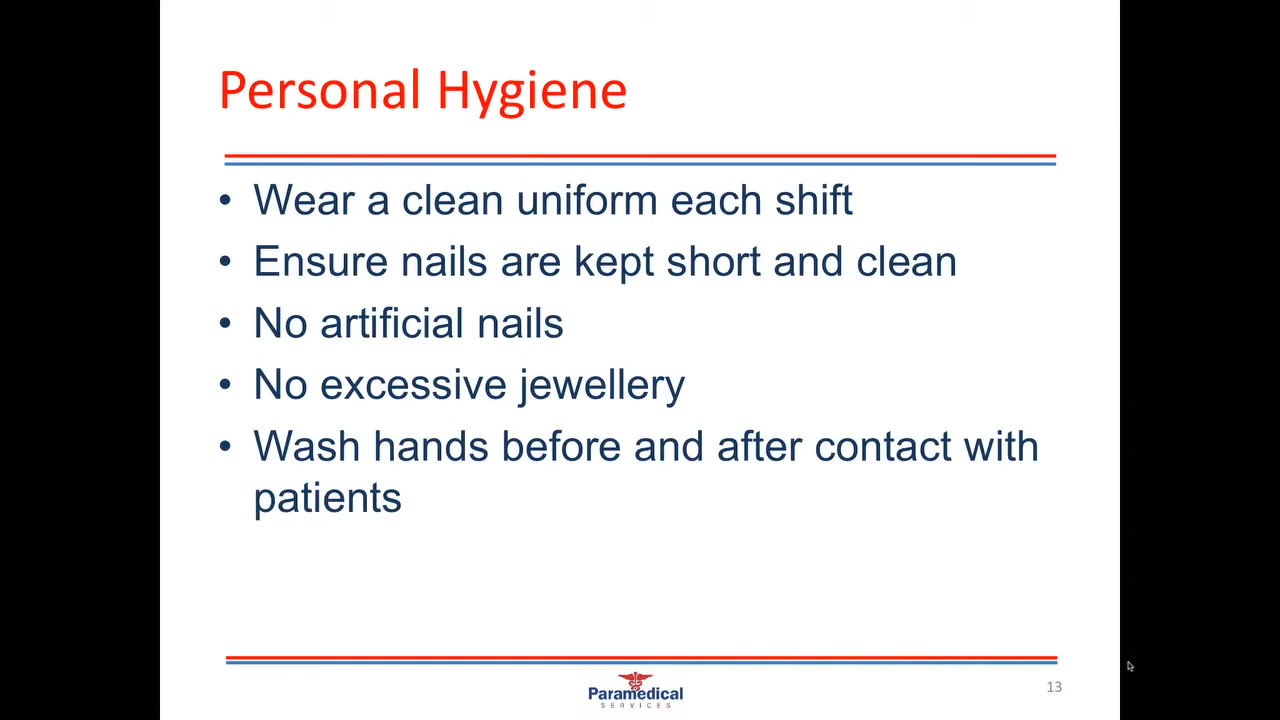 Personal Hygiene
• Wear a clean uniform each shift
• Ensure nails are kept short and clean
• No artificial nails
• No excessive jewellery
• Wash hands before and after contact with
patients
Paramedical
SERVICES
13